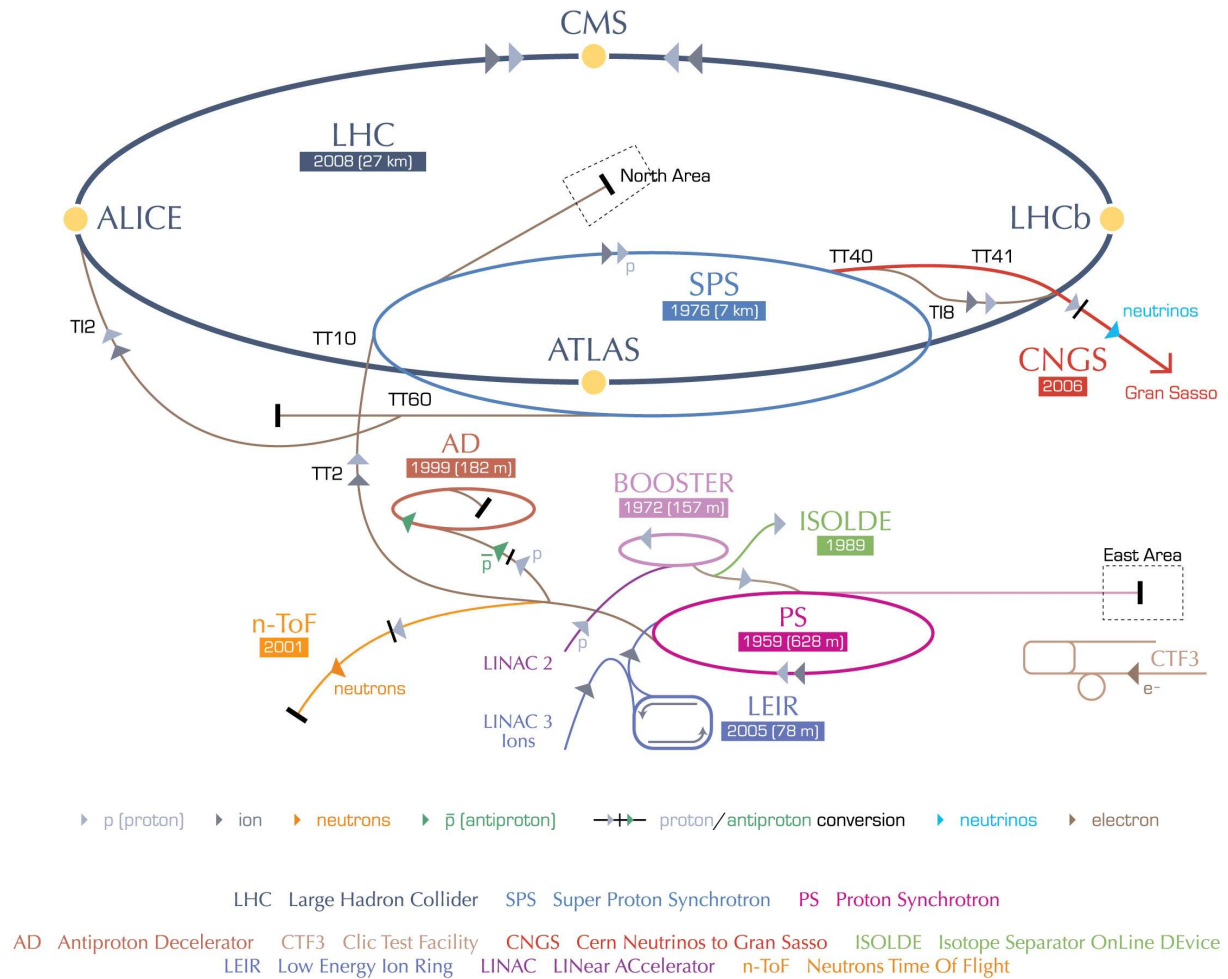 CMS
LHC
2008 (27 km)
North Area
ALICE
LHCb
p
TT40
TT41
SPS
1976 (7 km)
TI8
neutrinos
TI2
TT10
ATLAS
CNGS
2006
Gran Sasso
TT60
AD
1999 (182 m)
TT2
BOOSTER
1972 (157 m)
ISOLDE
1989
p̄
p
East Area
n-ToF
2001
PS
1959 (628 m)
p
LINAC 2
CTF3
neutrons
e-
LINAC 3
Ions
LEIR
2005 (78 m)
p (proton) ion neutrons p̄ (antiproton) proton/antiproton conversion neutrinos electron
LHC Large Hadron Collider SPS Super Proton Synchrotron PS Proton Synchrotron
AD Antiproton Decelerator CTF3 Clic Test Facility CNGS Cern Neutrinos to Gran Sasso ISOLDE Isotope Separator OnLine DEvice
LEIR Low Energy Ion Ring LINAC LINear ACcelerator n-ToF Neutrons Time Of Flight